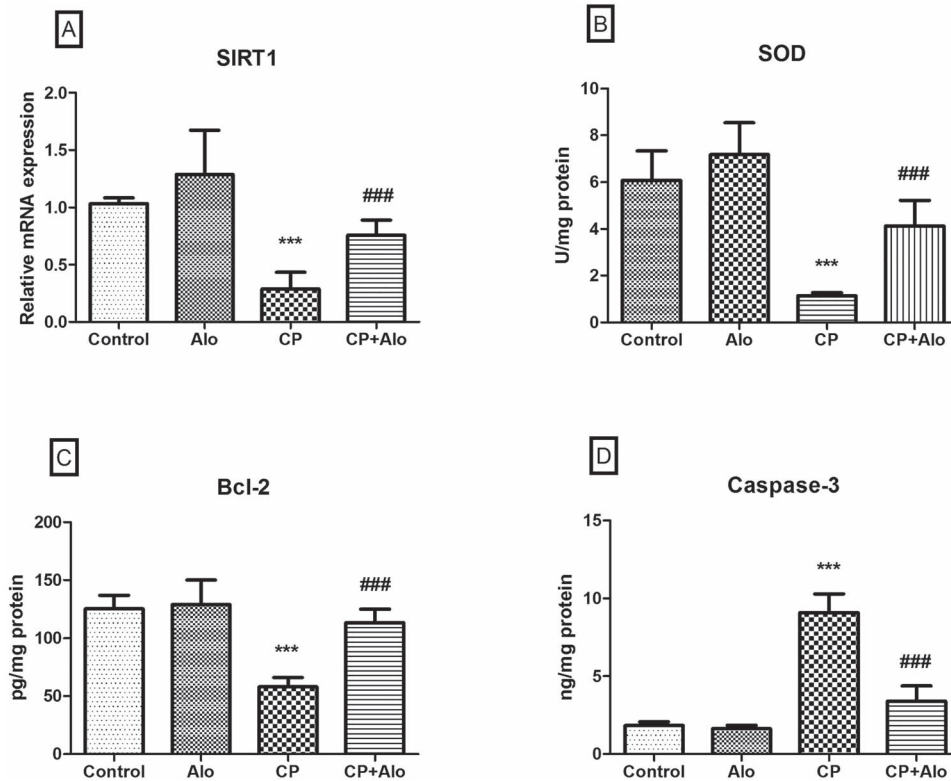 A
SIRT1
Relative mRNA expression
2.0
1.5
1.0
0.5
0.0
***
###
Control Alo CP CP+Alo
B
SOD
U/mg protein
10
8
6
4
2
0
***
###
Control Alo CP CP+Alo
C
Bcl-2
pg/mg protein
200
150
100
50
0
***
###
Control Alo CP CP+Alo
D
Caspase-3
ng/mg protein
15
10
5
0
***
###
Control Alo CP CP+Alo